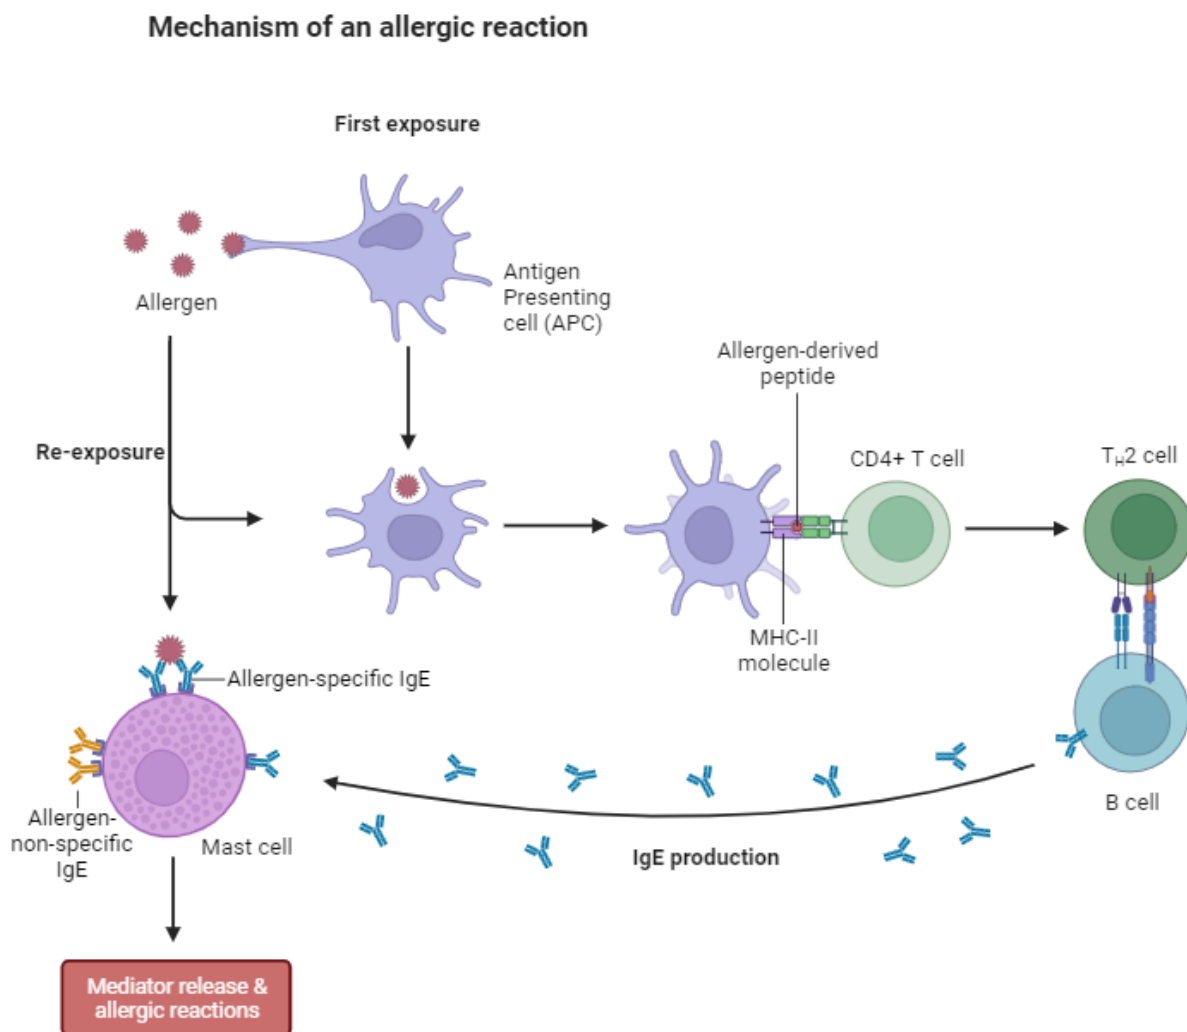 Mechanism of an allergic reaction
First exposure
Allergen
Antigen
Presenting
cell (APC)
Re-exposure
Allergen-derived
peptide
CD4+ T cell
TH2 cell
MHC-II
molecule
Allergen-specific IgE
Allergen-
non-specific
IgE
Mast cell
IgE production
B cell
Mediator release &
allergic reactions